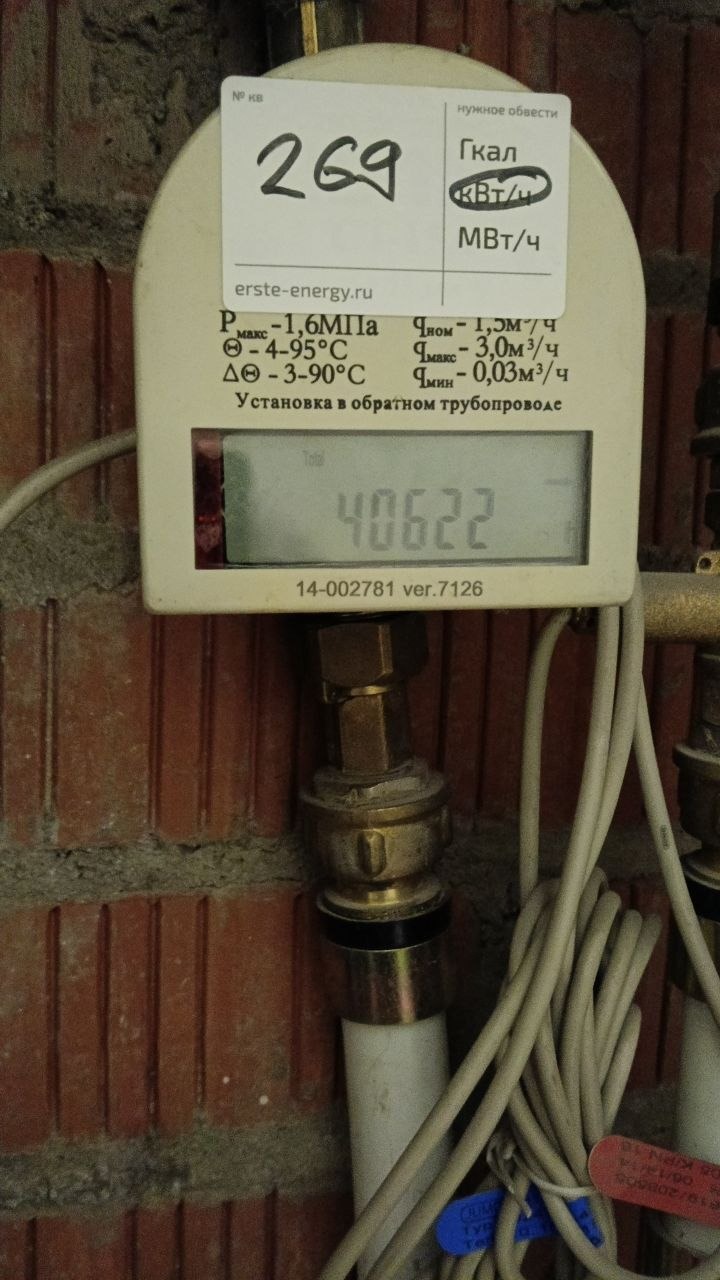 № кв
нужное обвести
269
Гкал
кВт/ч
МВт/ч
erste-energy.ru
Pмакс - 1,6МПа qном - 1,5м³/ч
Θ - 4-95°C qмакс - 3,0м³/ч
ΔΘ - 3-90°C qмин - 0,03м³/ч
Установка в обратном трубопроводе
Total
40622
14-002781 ver.7126